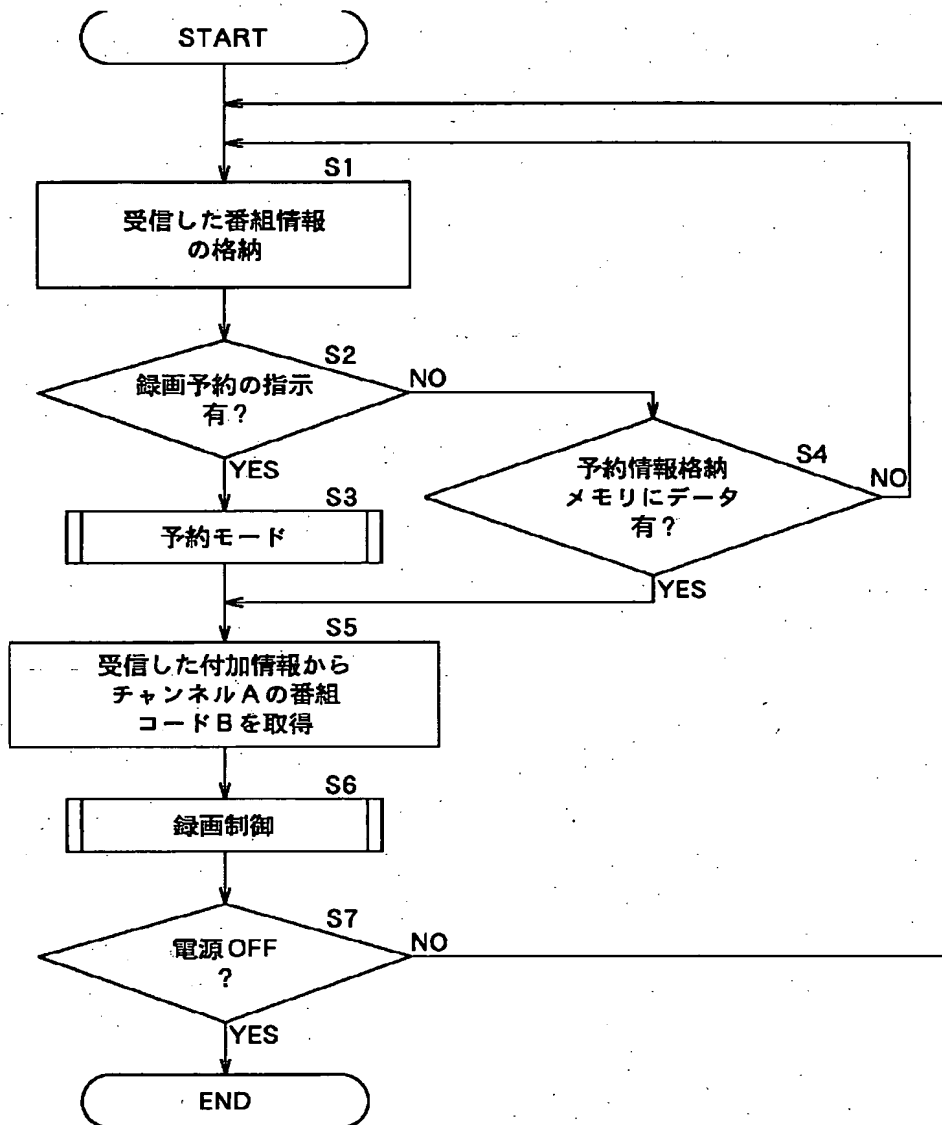 START
S1
受信した番組情報
の格納
S2
録画予約の指示
有?
NO
YES
S4
予約情報格納
メモリにデータ
有?
NO
YES
S3
予約モード
S5
受信した付加情報から
チャンネルAの番組
コードBを取得
S6
録画制御
S7
電源OFF
?
NO
YES
END